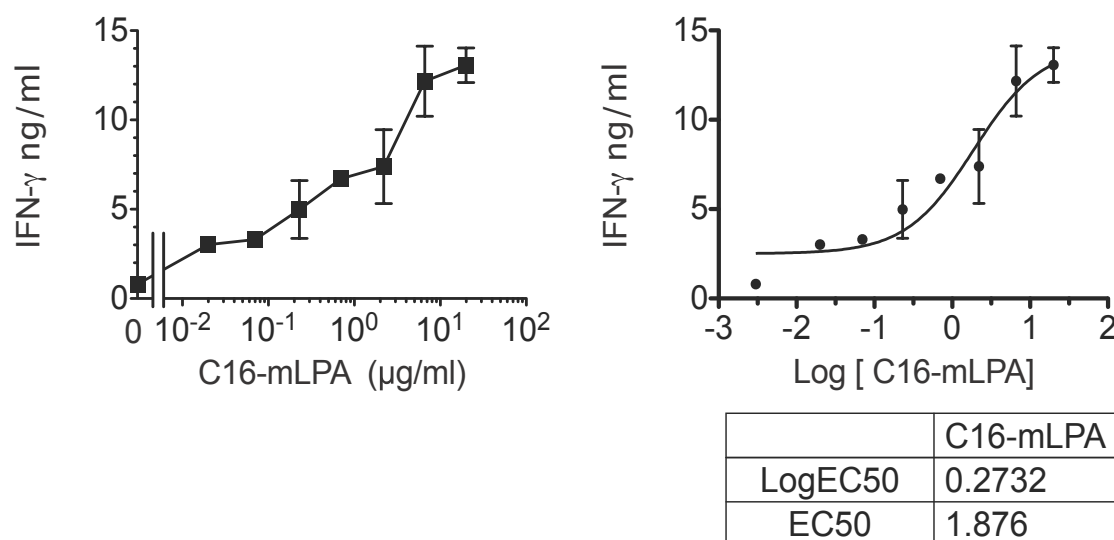 15
10
5
0
IFN-γ ng/ml
0 10-2 10-1 100 101 102
C16-mLPA (μg/ml)
15
10
5
0
IFN-γ ng/ml
-3 -2 -1 0 1 2
Log [ C16-mLPA]
C16-mLPA
LogEC50 0.2732
EC50 1.876